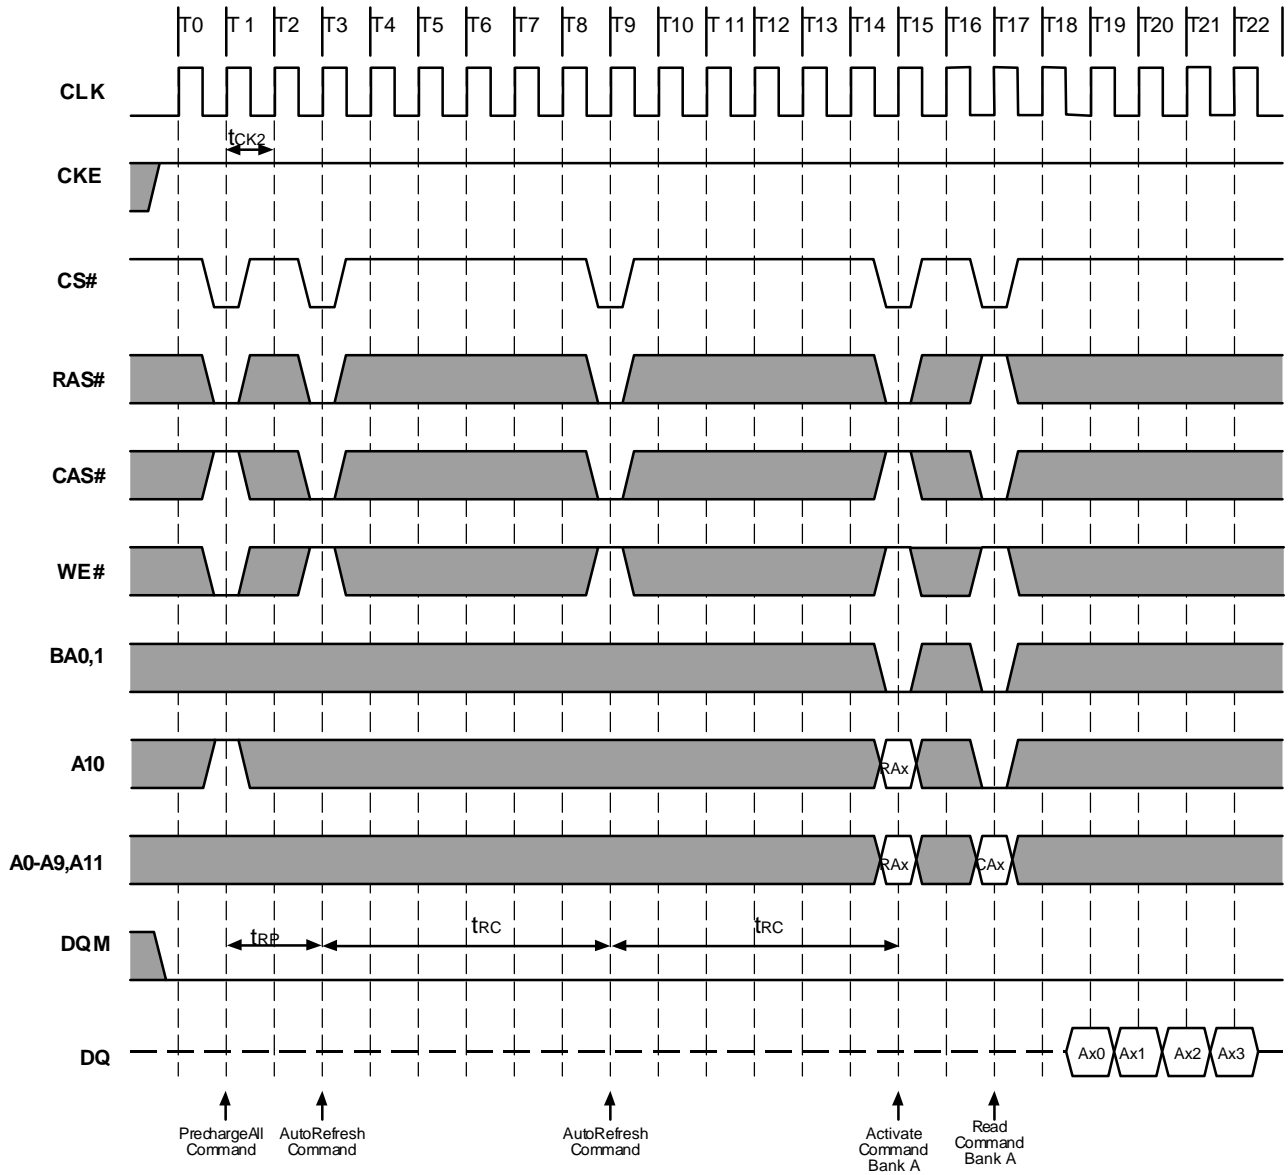 T0 T 1 T2 T3 T4 T5 T6 T7 T8 T9 T10 T 11 T12 T13 T14 T15 T16 T17 T18 T19 T20 T21 T22
CLK
tCK2
CKE
CS#
RAS#
CAS#
WE#
BA0,1
A10
RAx
A0-A9,A11
RAx CAx
DQM
tRP tRC tRC
DQ
Ax0 Ax1 Ax2 Ax3
PrechargeAll
Command
AutoRefresh
Command
AutoRefresh
Command
Activate
Command
Bank A
Read
Command
Bank A